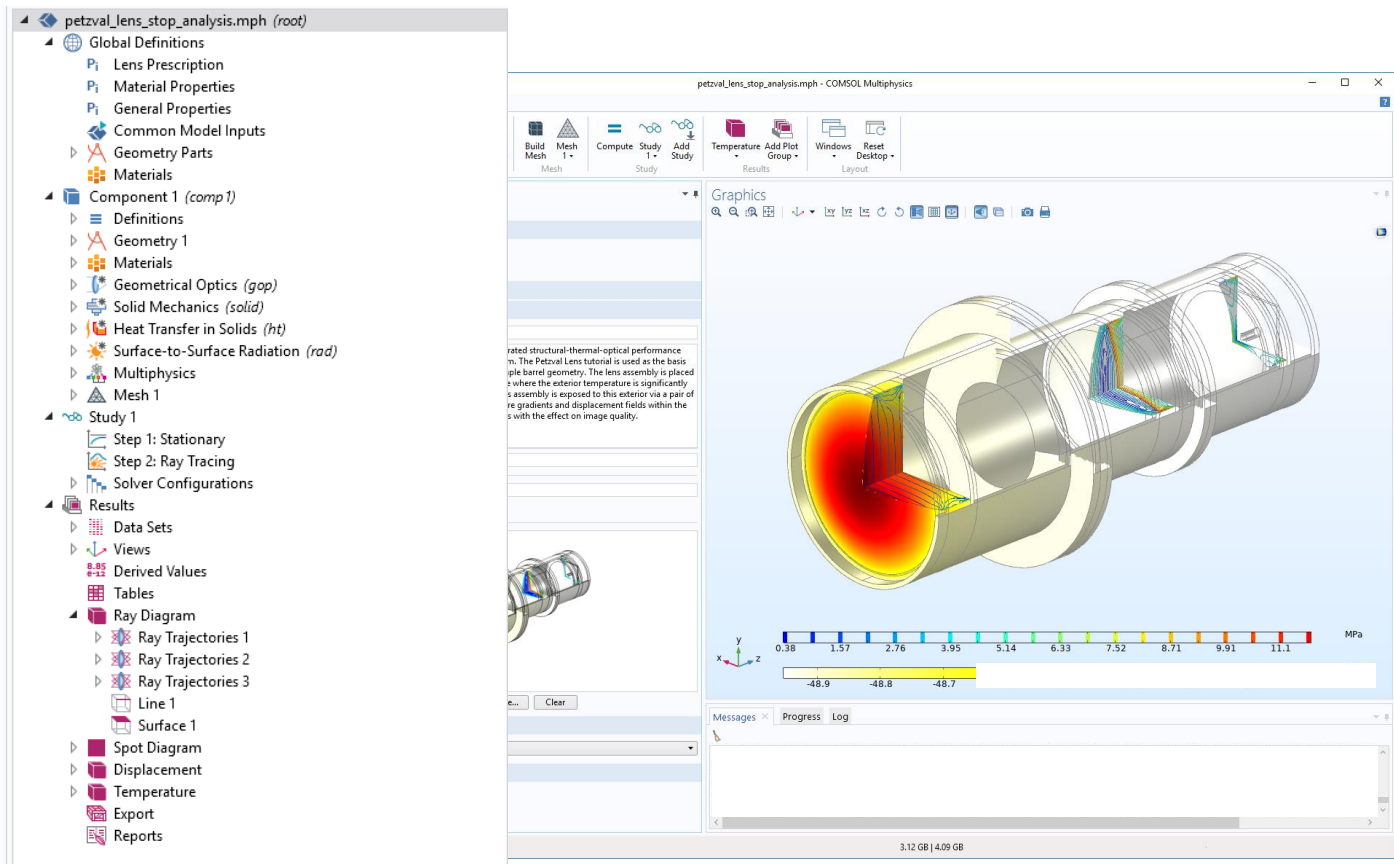 petzval_lens_stop_analysis.mph (root)
Global Definitions
Pi Lens Prescription
Pi Material Properties
Pi General Properties
Common Model Inputs
Geometry Parts
Materials
Component 1 (comp1)
Definitions
Geometry 1
Materials
Geometrical Optics (gop)
Solid Mechanics (solid)
Heat Transfer in Solids (ht)
Surface-to-Surface Radiation (rad)
Multiphysics
Mesh 1
Study 1
Step 1: Stationary
Step 2: Ray Tracing
Solver Configurations
Results
Data Sets
Views
8.85
e-12 Derived Values
Tables
Ray Diagram
Ray Trajectories 1
Ray Trajectories 2
Ray Trajectories 3
Line 1
Surface 1
Spot Diagram
Displacement
Temperature
Export
Reports
petzval_lens_stop_analysis.mph - COMSOL Multiphysics
?
Build Mesh Compute Study Add Temperature Add Plot Windows Reset
Mesh 1 1 Study Group Desktop
Mesh Study Results Layout
rated structural-thermal-optical performance
m. The Petzval Lens tutorial is used as the basis
ple barrel geometry. The lens assembly is placed
e where the exterior temperature is significantly
s assembly is exposed to this exterior via a pair of
re gradients and displacement fields within the
s with the effect on image quality.
e... Clear
Graphics
xy yz xz
y
x z
MPa
0.38 1.57 2.76 3.95 5.14 6.33 7.52 8.71 9.91 11.1
-48.9 -48.8 -48.7
Messages Progress Log
3.12 GB | 4.09 GB